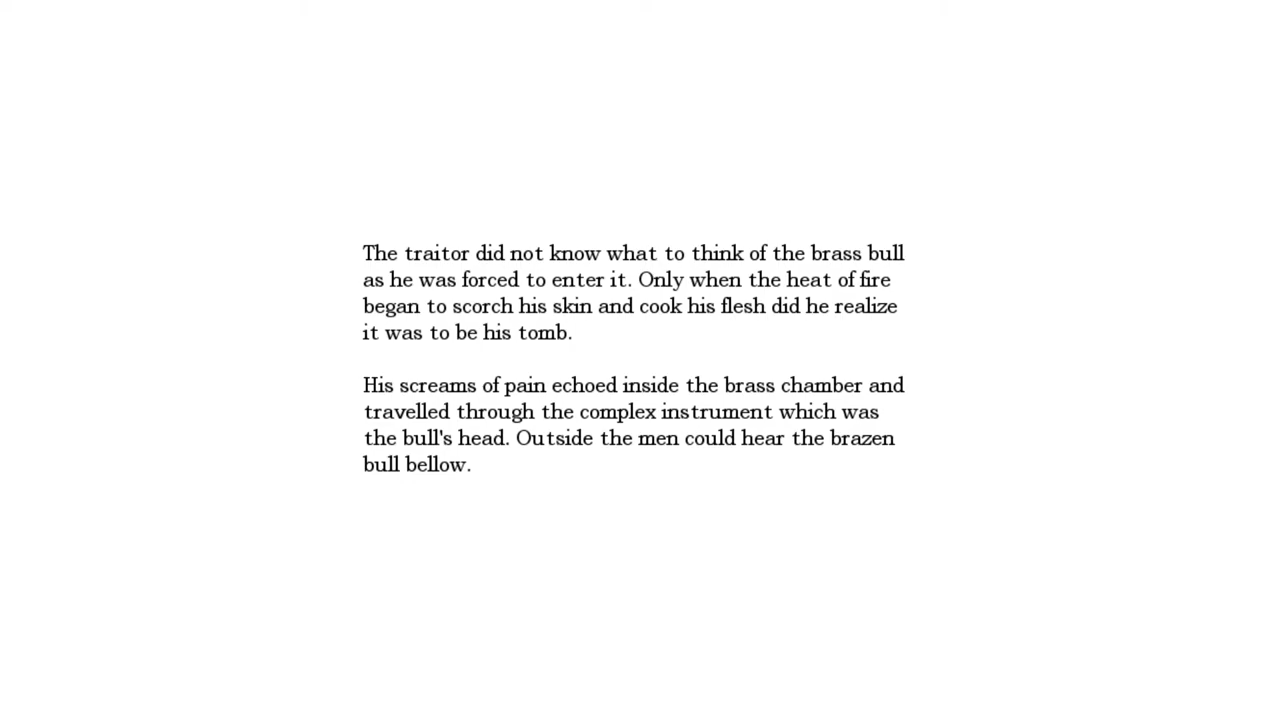 The traitor did not know what to think of the brass bull
as he was forced to enter it. Only when the heat of fire
began to scorch his skin and cook his flesh did he realize
it was to be his tomb.
His screams of pain echoed inside the brass chamber and
travelled through the complex instrument which was
the bull's head. Outside the men could hear the brazen
bull bellow.